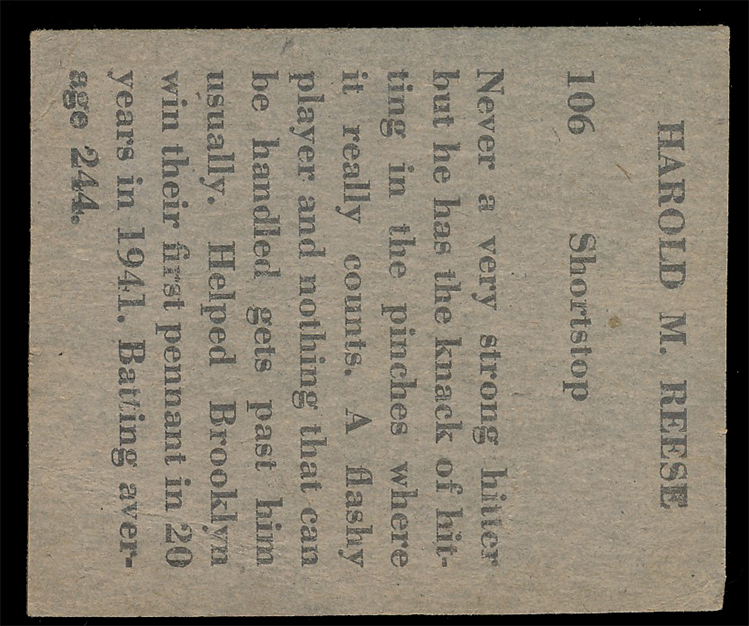 HAROLD M. REESE
106 Shortstop
Never a very strong hitter
but he has the knack of hit-
ting in the pinches where
it really counts. A flashy
player and nothing that can
be handled gets past him
usually. Helped Brooklyn
win their first pennant in 20
years in 1941. Batting aver-
age 244.